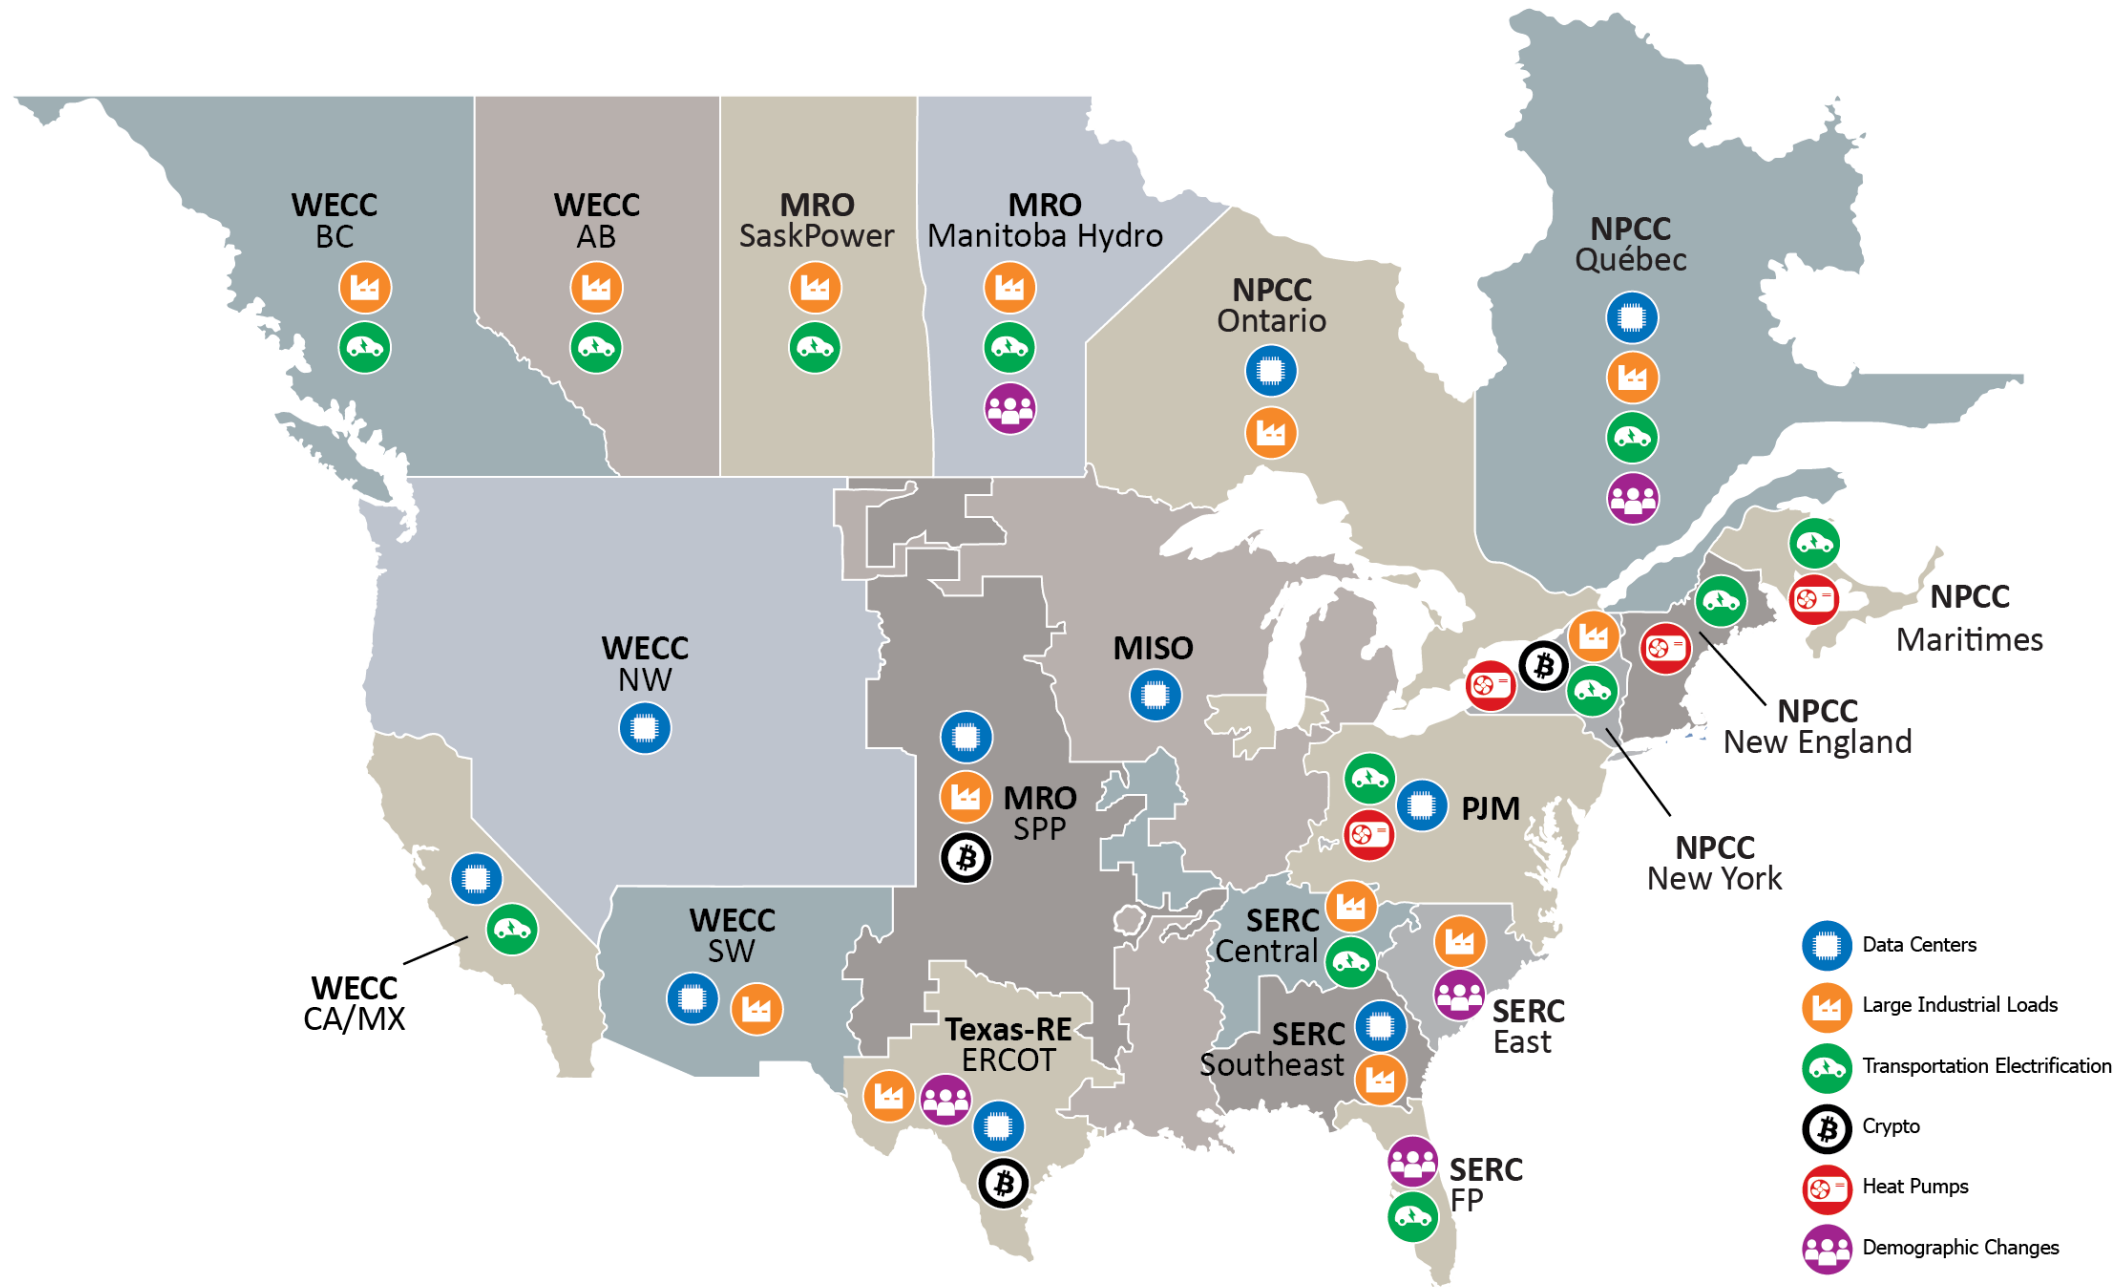 WECC
BC
WECC
AB
MRO
SaskPower
MRO
Manitoba Hydro
NPCC
Ontario
NPCC
Québec
NPCC
Maritimes
NPCC
New England
NPCC
New York
WECC
NW
MISO
MRO
SPP
PJM
WECC
CA/MX
WECC
SW
SERC
Central
SERC
East
SERC
Southeast
Texas-RE
ERCOT
SERC
FP
Data Centers
Large Industrial Loads
Transportation Electrification
Crypto
Heat Pumps
Demographic Changes